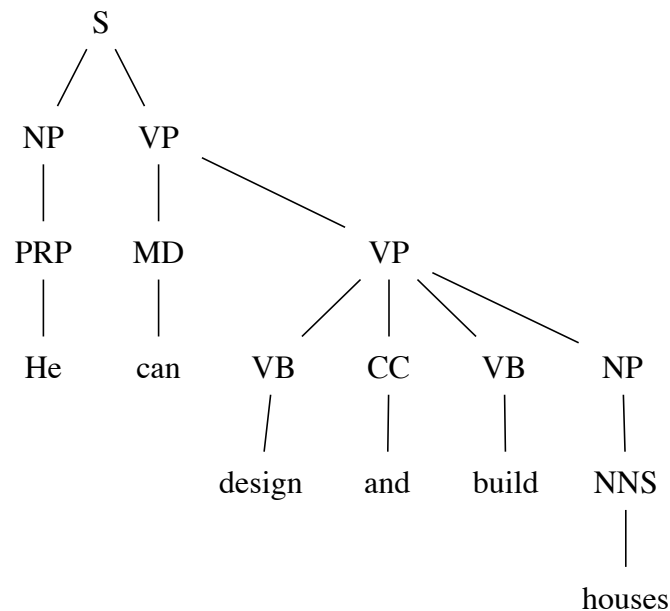 S
NP VP
PRP MD VP
He can VB CC VB NP
design and build NNS
houses